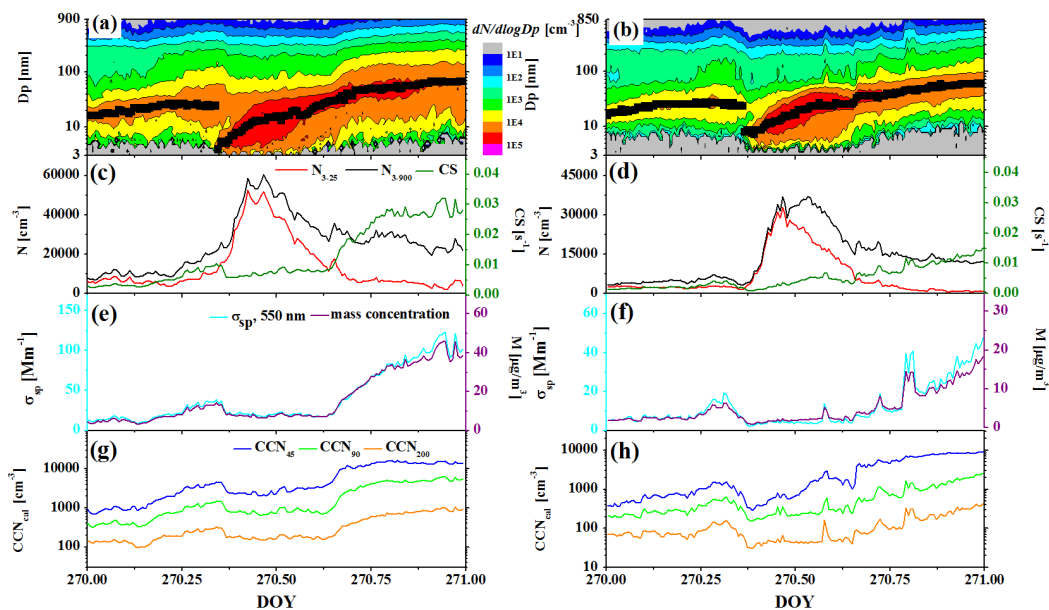 (a)
900
100
10
3
Dp [nm]
dN/dlogDp [cm⁻³]
1E1
1E2
1E3
1E4
1E5
(b)
850
100
10
3
Dp [nm]
(c)
N₃₋₂₅ N₃₋₉₀₀ CS
60000
40000
20000
0
N [cm⁻³]
0.04
0.03
0.02
0.01
0.00
CS [s⁻¹]
(d)
45000
30000
15000
0
N [cm⁻³]
0.04
0.03
0.02
0.01
0.00
CS [s⁻¹]
(e)
σsp, 550 nm mass concentration
150
100
50
0
σsp [Mm⁻¹]
60
40
20
0
M [µg/m³]
(f)
120
80
40
0
σsp [Mm⁻¹]
30
20
10
0
M [µg/m³]
(g)
CCN₄₅ CCN₉₀ CCN₂₀₀
10000
1000
100
CCNcal [cm⁻³]
270.00 270.25 270.50 270.75 271.00
DOY
(h)
10000
1000
100
10
CCNcal [cm⁻³]
270.00 270.25 270.50 270.75 271.00
DOY